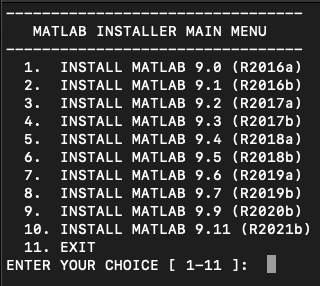 ---------------------------------
MATLAB INSTALLER MAIN MENU
---------------------------------
1. INSTALL MATLAB 9.0 (R2016a)
2. INSTALL MATLAB 9.1 (R2016b)
3. INSTALL MATLAB 9.2 (R2017a)
4. INSTALL MATLAB 9.3 (R2017b)
5. INSTALL MATLAB 9.4 (R2018a)
6. INSTALL MATLAB 9.5 (R2018b)
7. INSTALL MATLAB 9.6 (R2019a)
8. INSTALL MATLAB 9.7 (R2019b)
9. INSTALL MATLAB 9.9 (R2020b)
10. INSTALL MATLAB 9.11 (R2021b)
11. EXIT
ENTER YOUR CHOICE [ 1-11 ]: